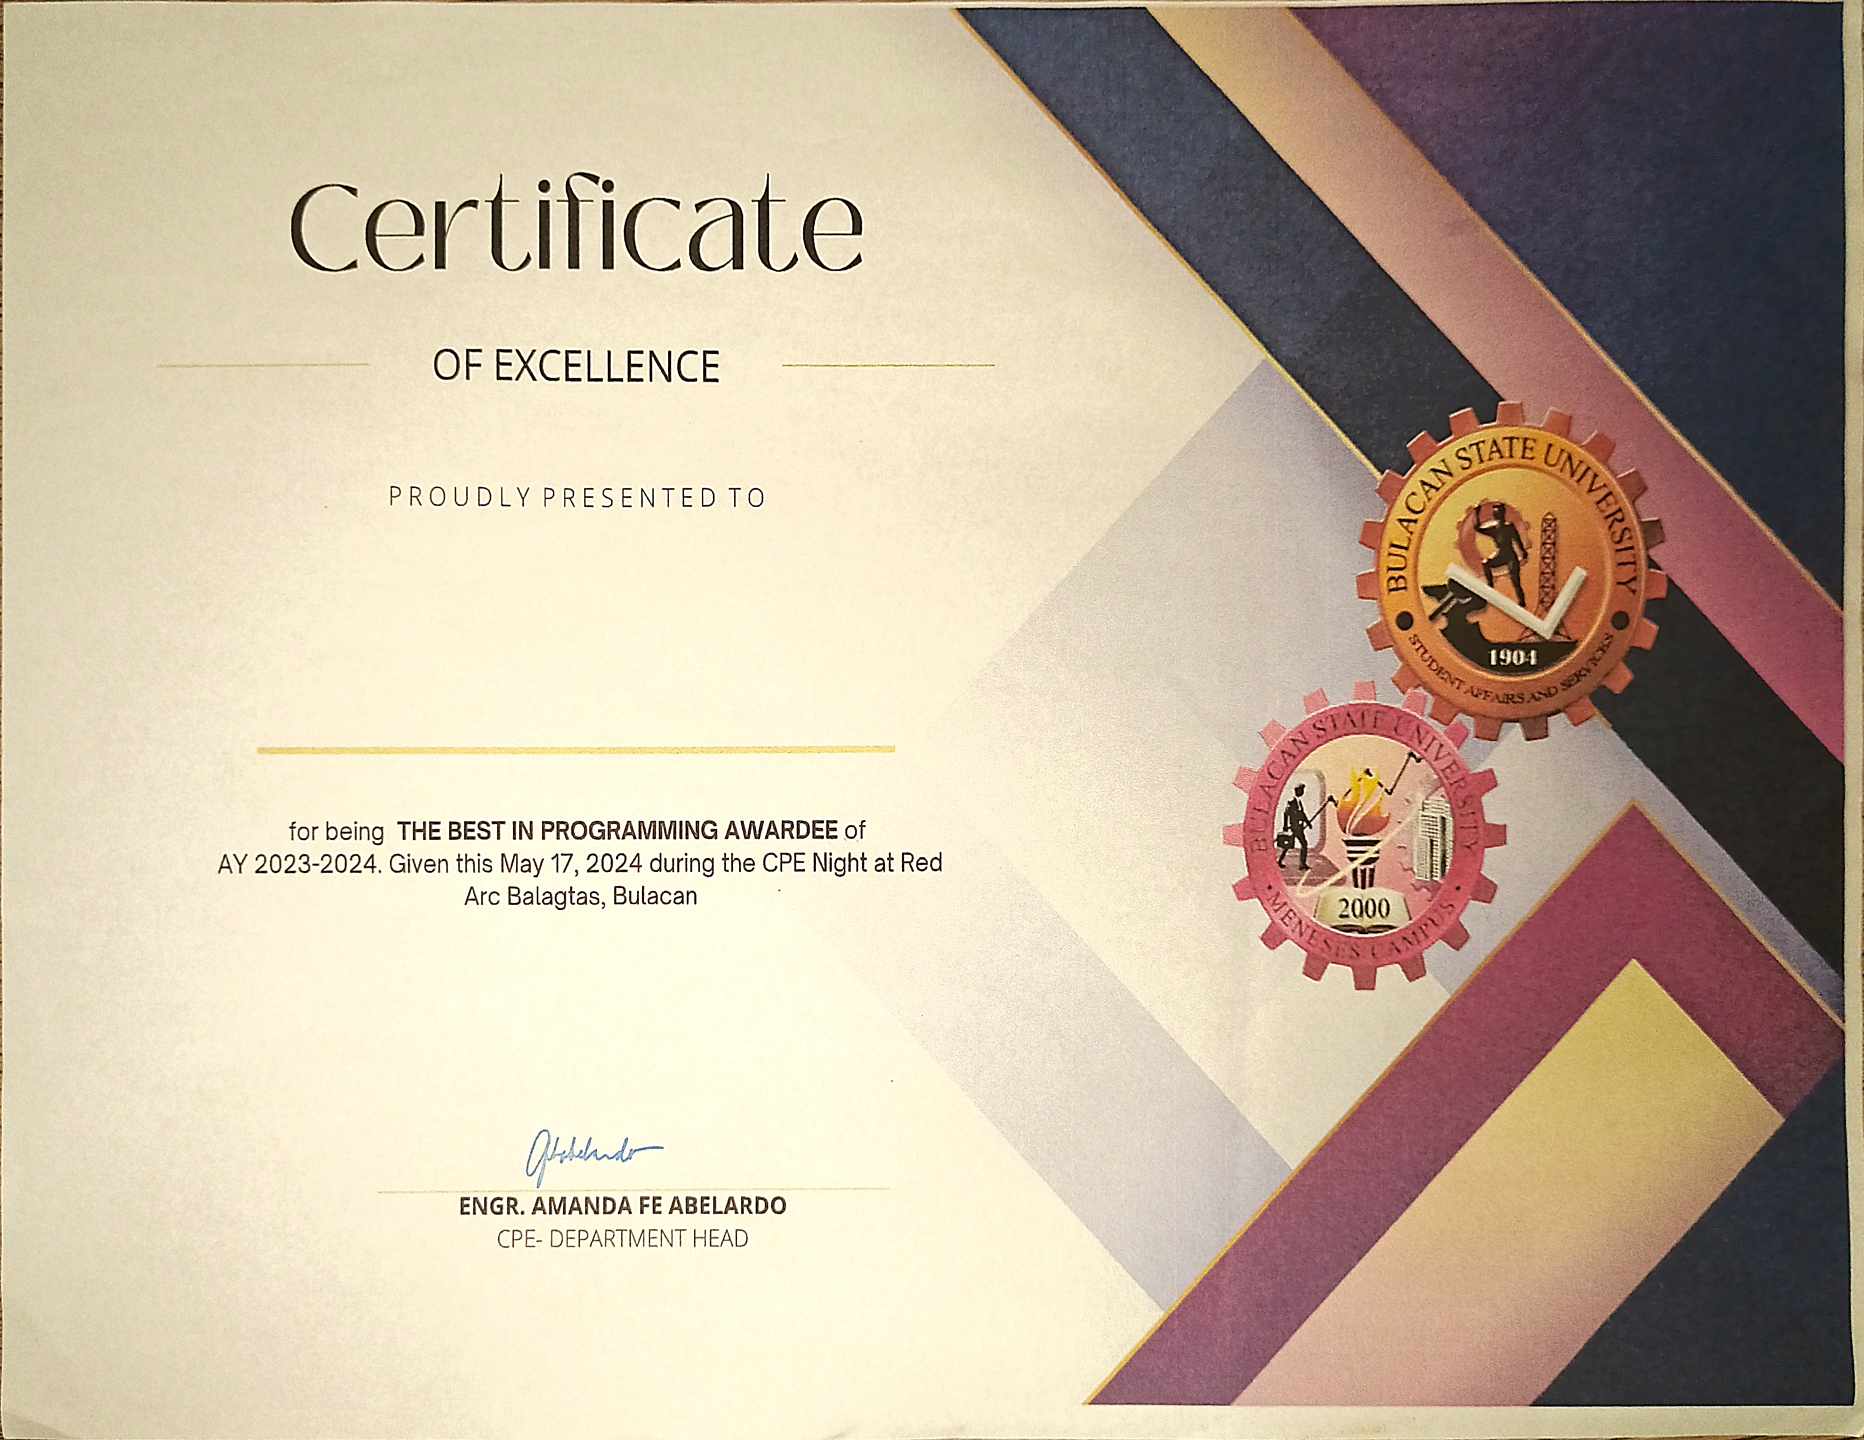 Certificate
OF EXCELLENCE
PROUDLY PRESENTED TO
for being THE BEST IN PROGRAMMING AWARDEE of
AY 2023-2024. Given this May 17, 2024 during the CPE Night at Red
Arc Balagtas, Bulacan
ENGR. AMANDA FE ABELARDO
CPE- DEPARTMENT HEAD
BULACAN STATE UNIVERSITY
1904
STUDENT AFFAIRS AND SERVICES
BULACAN STATE UNIVERSITY
2000
MENESES CAMPUS